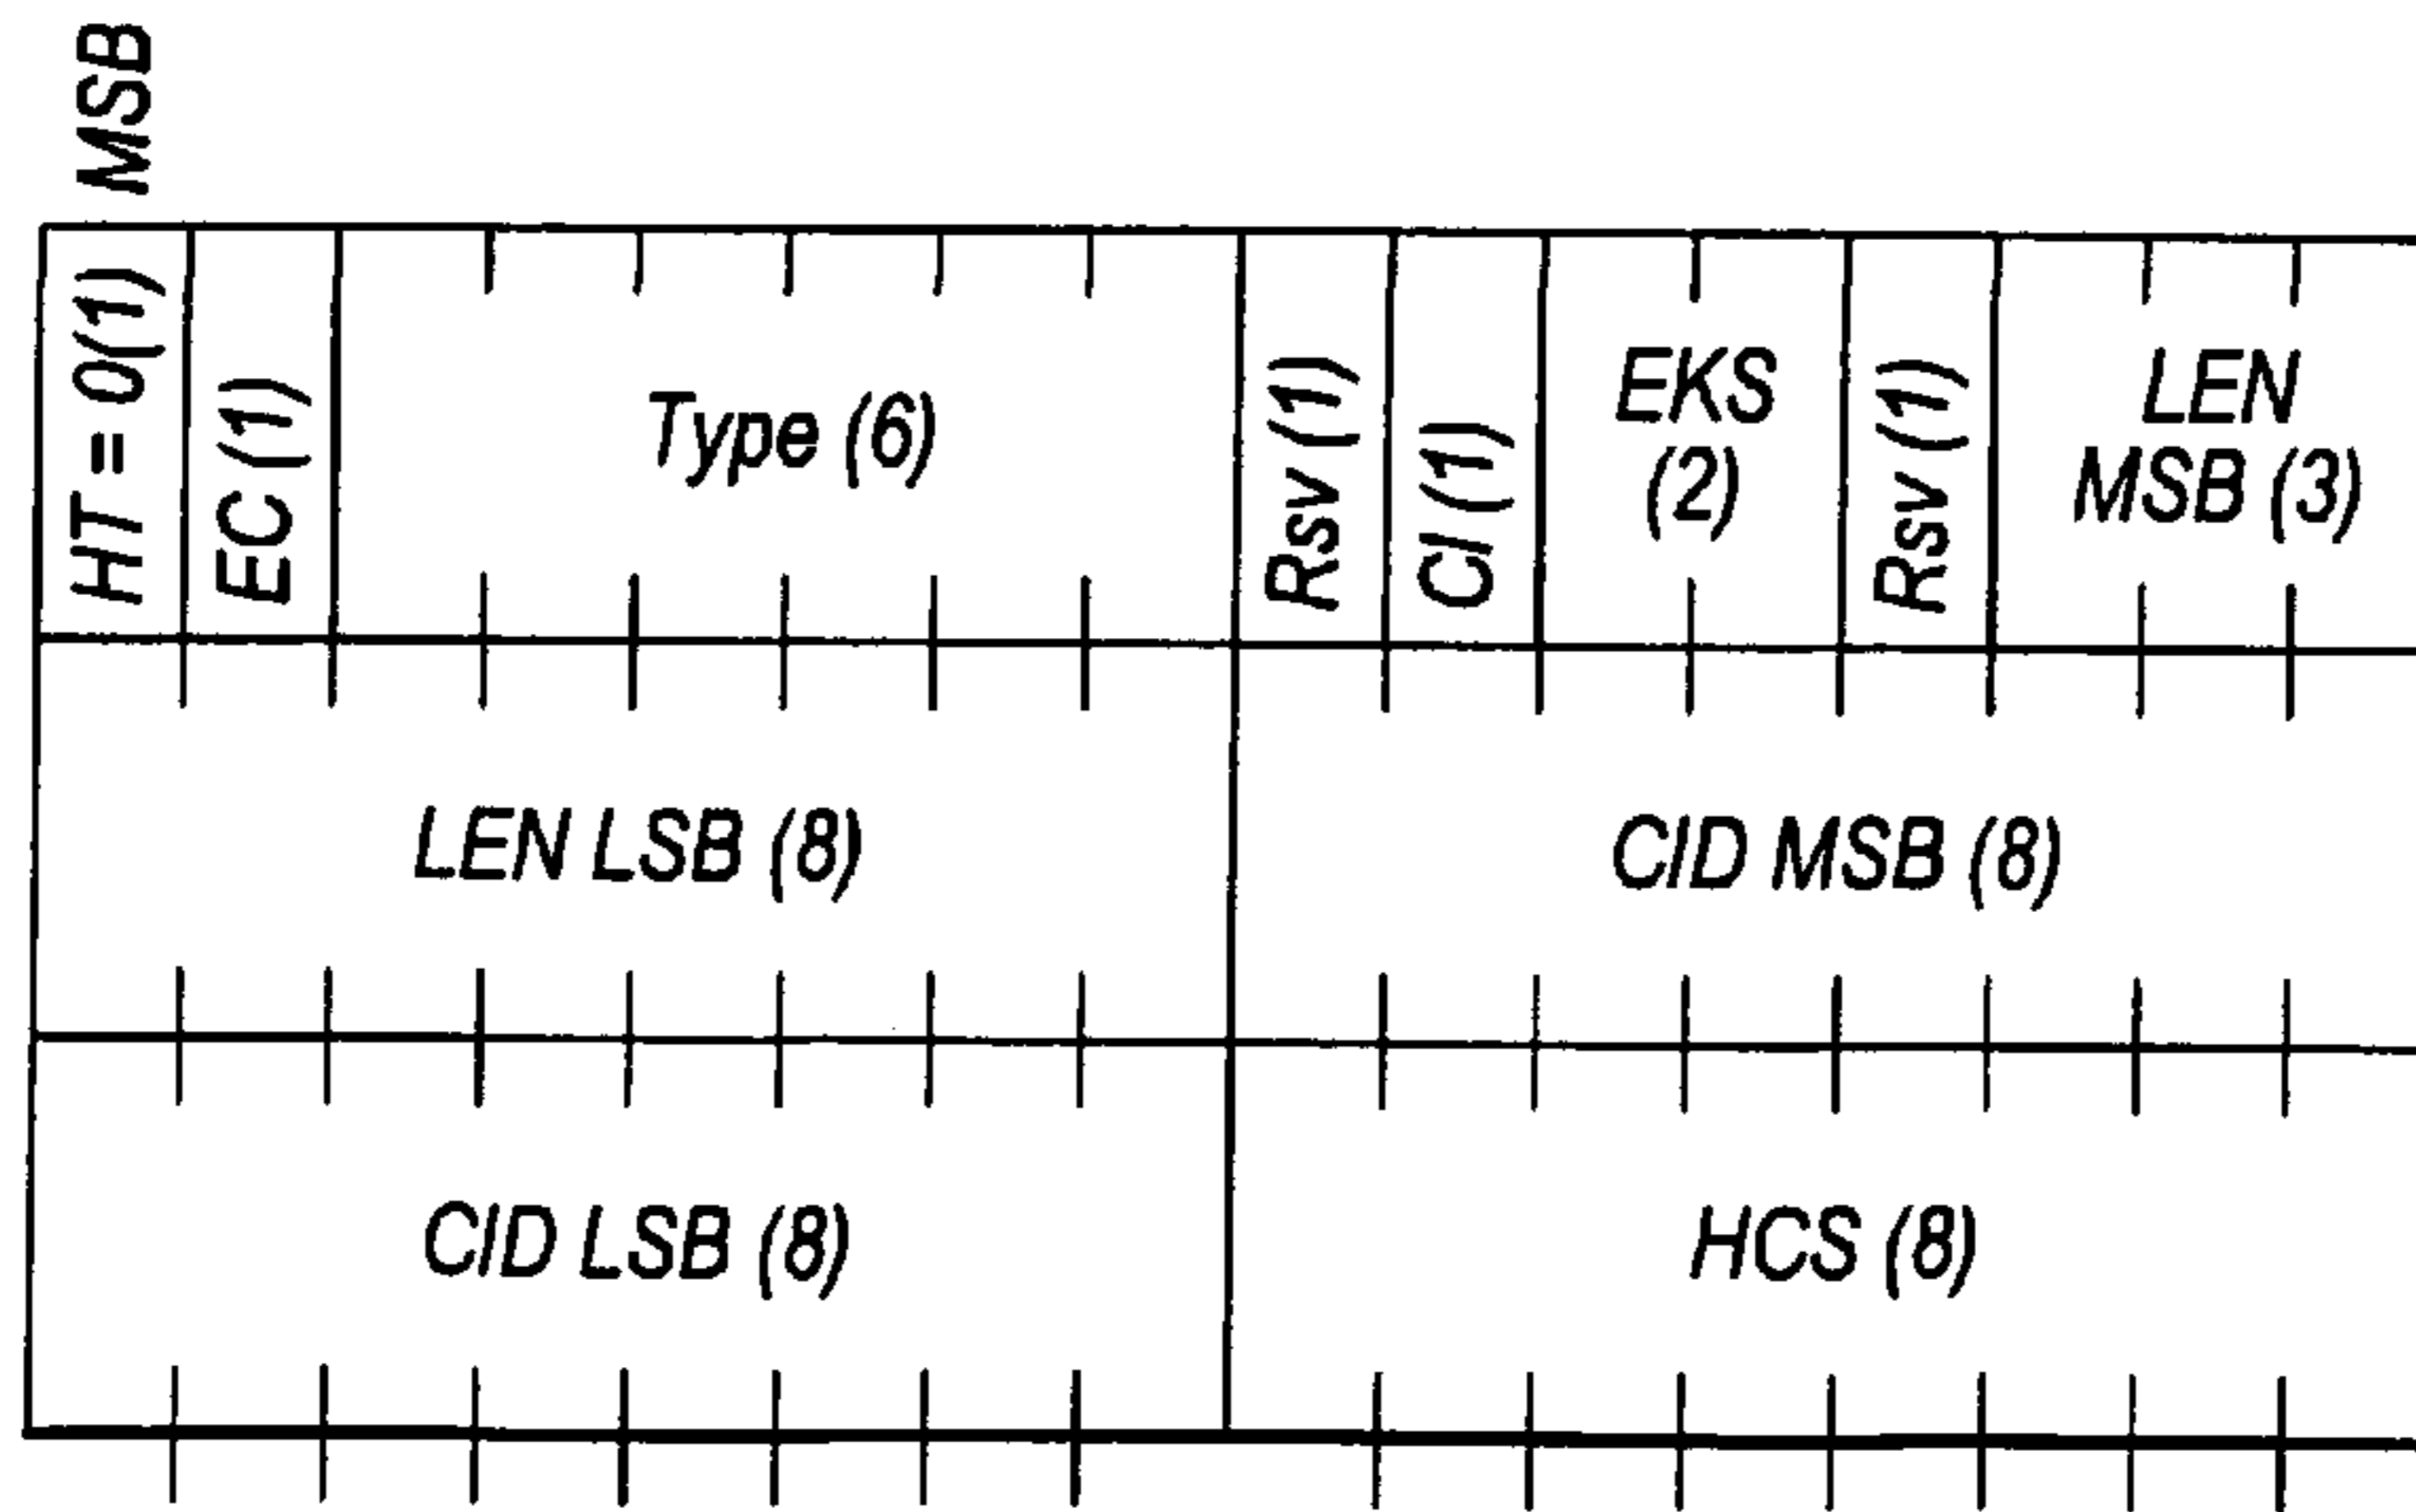 MSB
HT = 0(1)
EC (1)
Type (6)
Rsv (1)
CI (1)
EKS
(2)
Rsv (1)
LEN
MSB (3)
LEN LSB (8)
CID MSB (8)
CID LSB (8)
HCS (8)